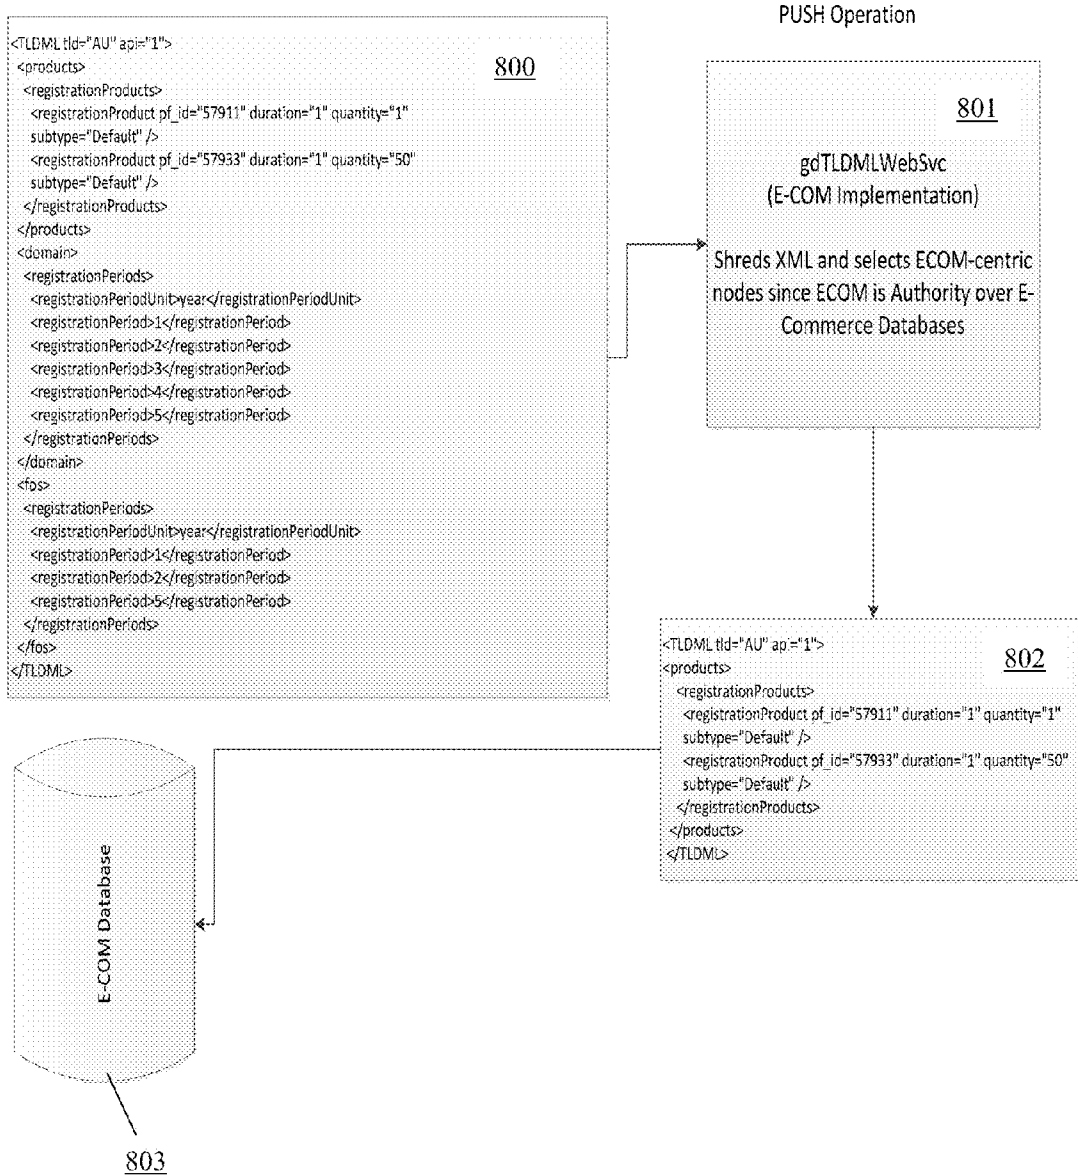 PUSH Operation
<TLDML tld="AU" api="1">
<products>
<registrationProducts>
<registrationProduct pf_id="57911" duration="1" quantity="1"
subtype="Default" />
<registrationProduct pf_id="57933" duration="1" quantity="50"
subtype="Default" />
</registrationProducts>
</products>
<domain>
<registrationPeriods>
<registrationPeriodUnit>year</registrationPeriodUnit>
<registrationPeriod>1</registrationPeriod>
<registrationPeriod>2</registrationPeriod>
<registrationPeriod>3</registrationPeriod>
<registrationPeriod>4</registrationPeriod>
<registrationPeriod>5</registrationPeriod>
</registrationPeriods>
</domain>
<fos>
<registrationPeriods>
<registrationPeriodUnit>year</registrationPeriodUnit>
<registrationPeriod>1</registrationPeriod>
<registrationPeriod>2</registrationPeriod>
<registrationPeriod>5</registrationPeriod>
</registrationPeriods>
</fos>
</TLDML>
800
801
gdTLDMLWebSvc
(E-COM Implementation)
Shreds XML and selects ECOM-centric
nodes since ECOM is Authority over E-
Commerce Databases
<TLDML tld="AU" api="1">
<products>
<registrationProducts>
<registrationProduct pf_id="57911" duration="1" quantity="1"
subtype="Default" />
<registrationProduct pf_id="57933" duration="1" quantity="50"
subtype="Default" />
</registrationProducts>
</products>
</TLDML>
802
E-COM Database
803